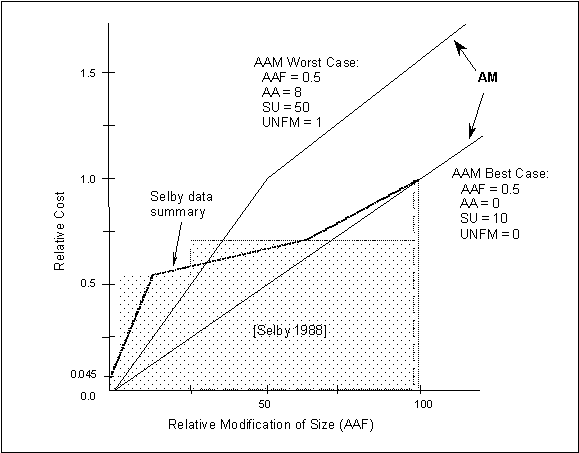 1.5
AAM Worst Case:
AAF = 0.5
AA = 8
SU = 50
UNFM = 1
AM
1.0
AAM Best Case:
AAF = 0.5
AA = 0
SU = 10
UNFM = 0
Selby data
summary
Relative Cost
0.5
[Selby 1988]
0.045
0.0
50
100
Relative Modification of Size (AAF)